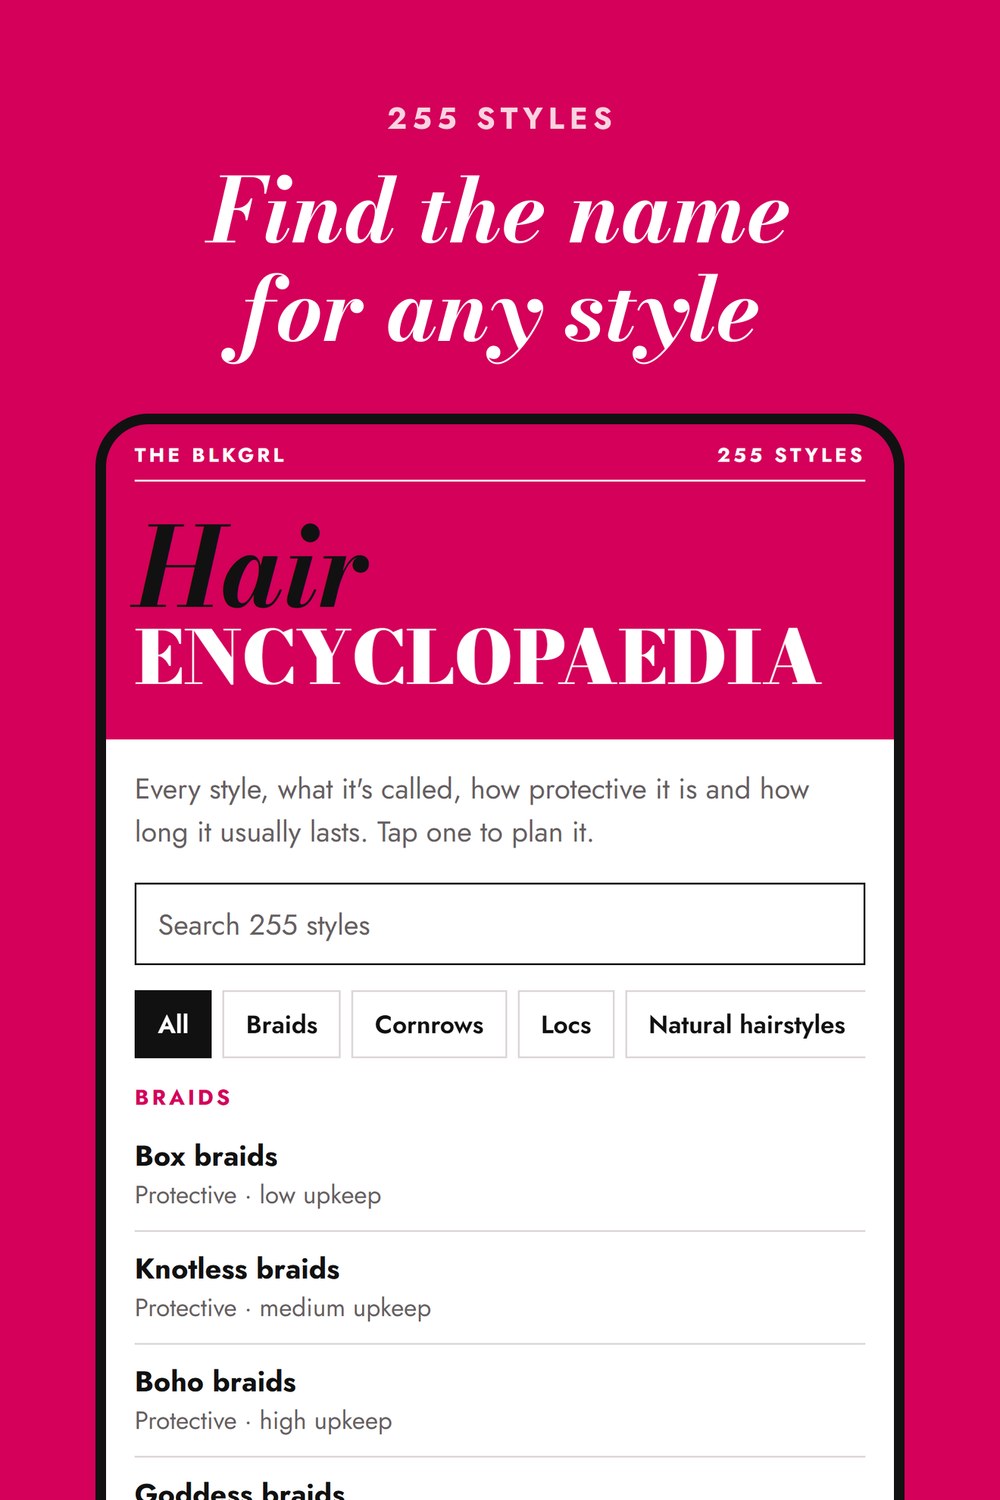 255 STYLES
Find the name
for any style
THE BLKGRL
255 STYLES
Hair
ENCYCLOPAEDIA
Every style, what it's called, how protective it is and how
long it usually lasts. Tap one to plan it.
Search 255 styles
All
Braids
Cornrows
Locs
Natural hairstyles
BRAIDS
Box braids
Protective · low upkeep
Knotless braids
Protective · medium upkeep
Boho braids
Protective · high upkeep
Goddess braids